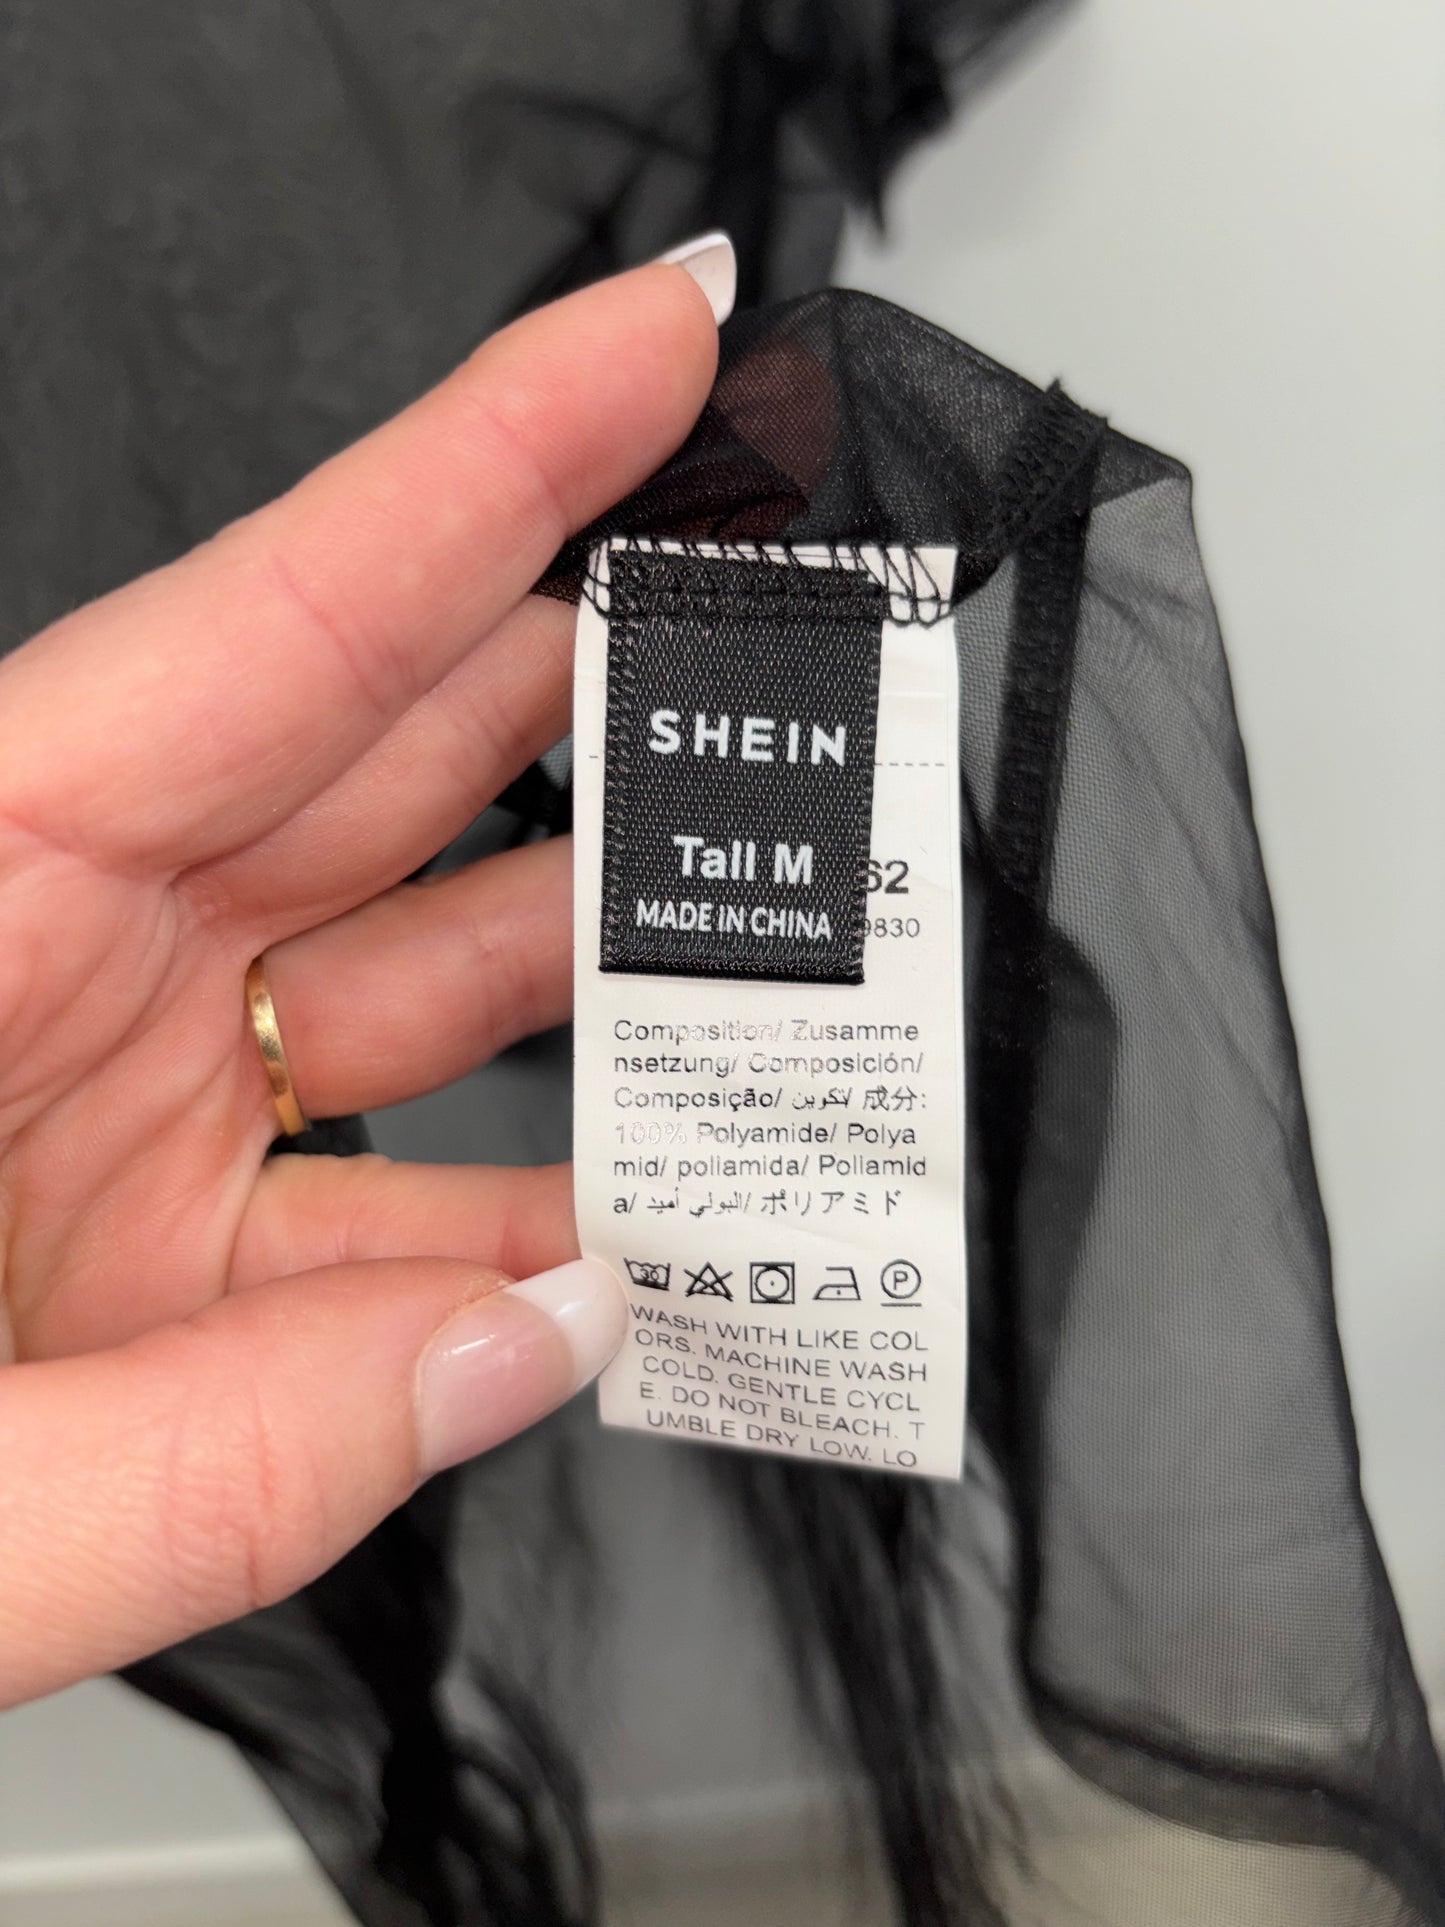 SHEIN
Tall M
MADE IN CHINA
62
9830
Composition/ Zusamme
nsetzung/ Composición/
Composição/ تكوين/ 成分:
100% Polyamide/ Polya
mid/ poliamida/ Poliamid
a/ البولي أميد/ ポリアミド
30
P
WASH WITH LIKE COL
ORS. MACHINE WASH
COLD. GENTLE CYCL
E. DO NOT BLEACH. T
UMBLE DRY LOW. LO